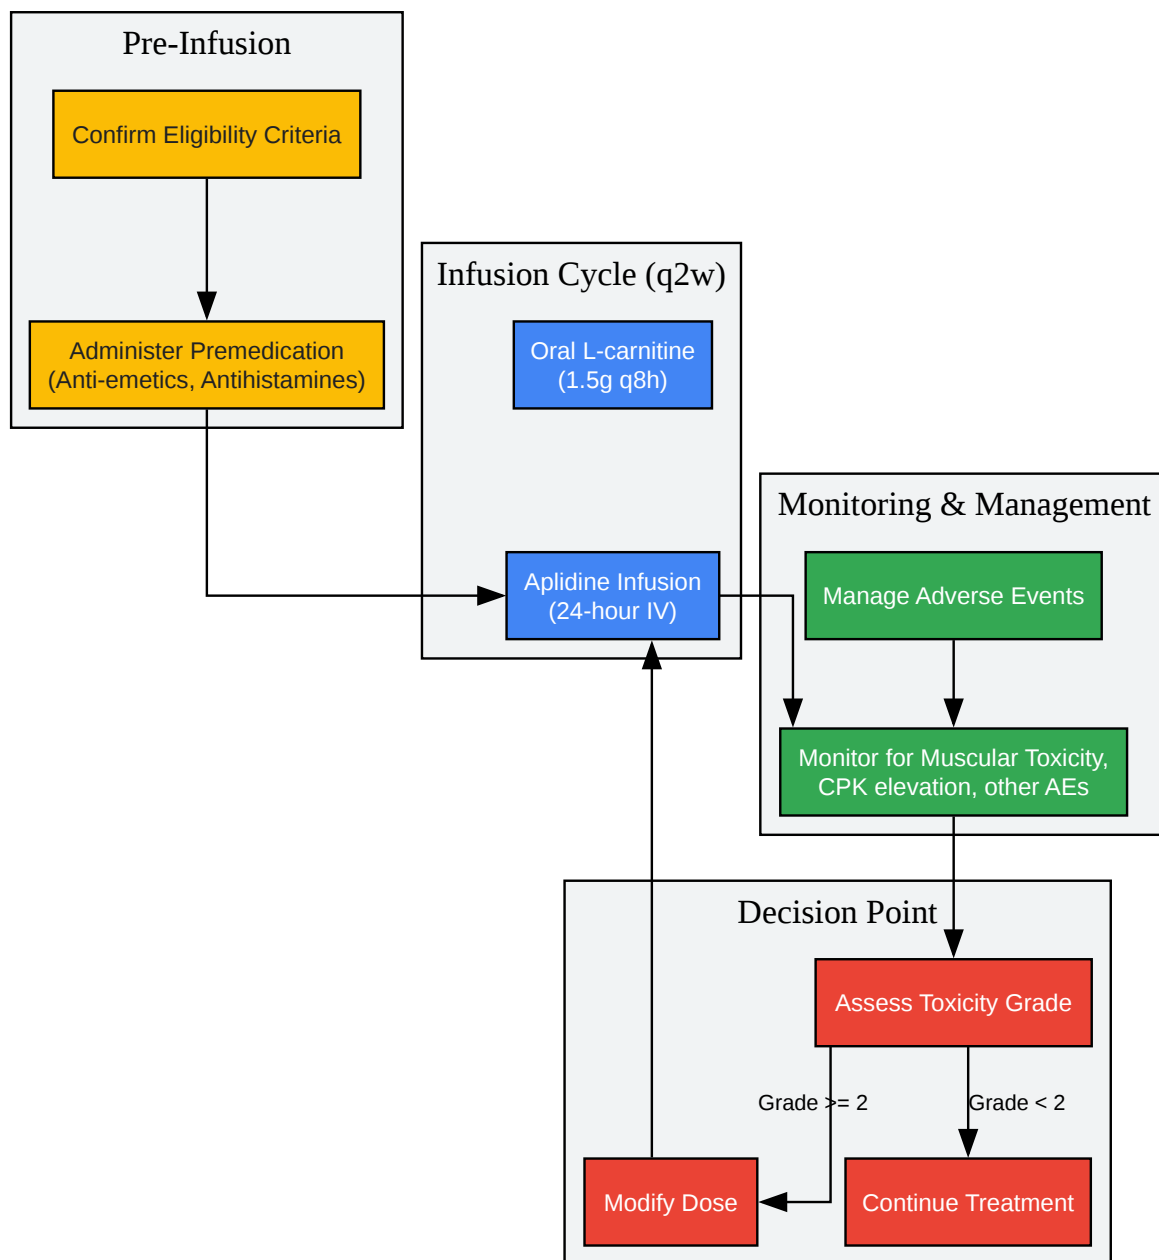 Pre-Infusion
Confirm Eligibility Criteria
Administer Premedication
(Anti-emetics, Antihistamines)
Infusion Cycle (q2w)
Oral L-carnitine
(1.5g q8h)
Aplidine Infusion
(24-hour IV)
Monitoring & Management
Manage Adverse Events
Monitor for Muscular Toxicity,
CPK elevation, other AEs
Decision Point
Assess Toxicity Grade
Grade >= 2
Grade < 2
Modify Dose
Continue Treatment